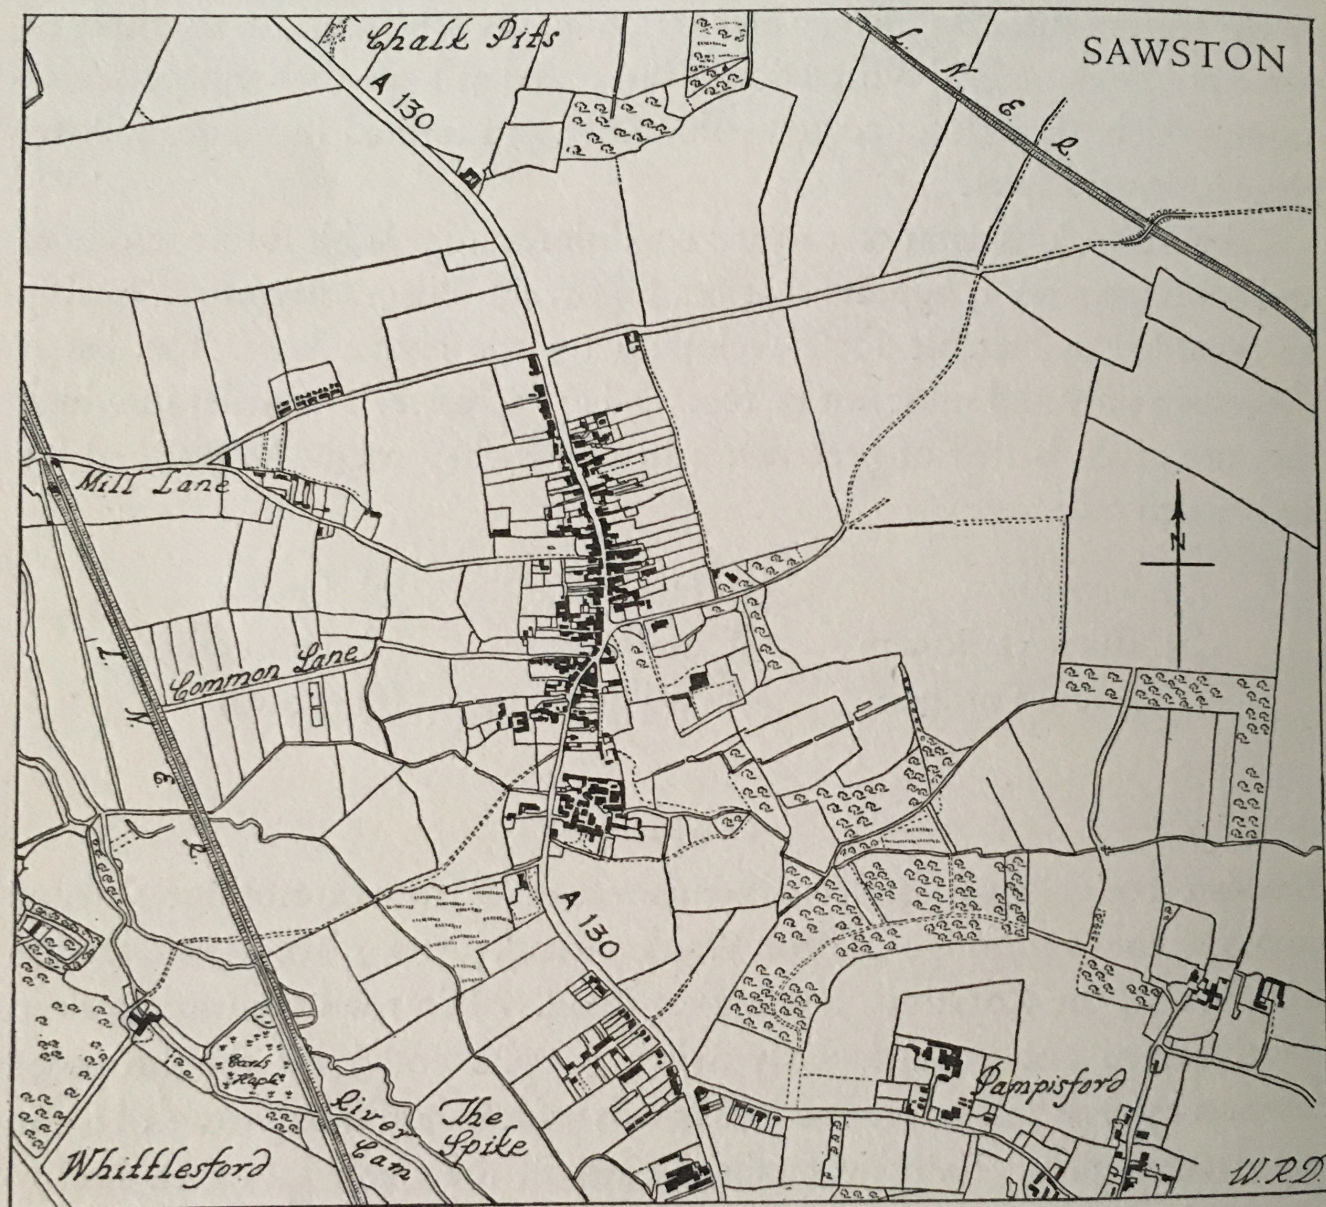 Chalk Pits
SAWSTON
L. N. E. R.
A 130
Mill Lane
N
Common Lane
L. N. E. R.
A 130
Pampisford
River
Cam
The
Spike
Whittlesford
W.R.D.